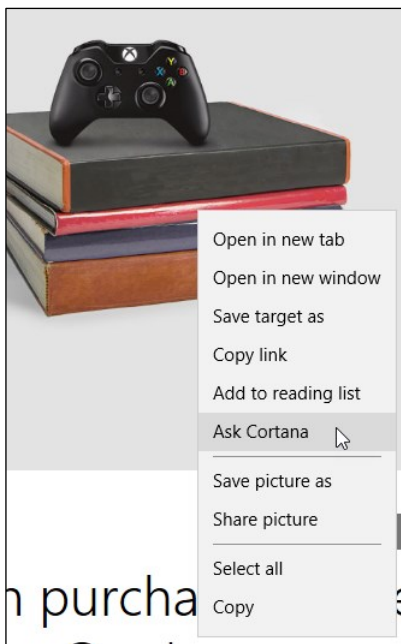 Open in new tab
Open in new window
Save target as
Copy link
Add to reading list
Ask Cortana
Save picture as
Share picture
Select all
Copy